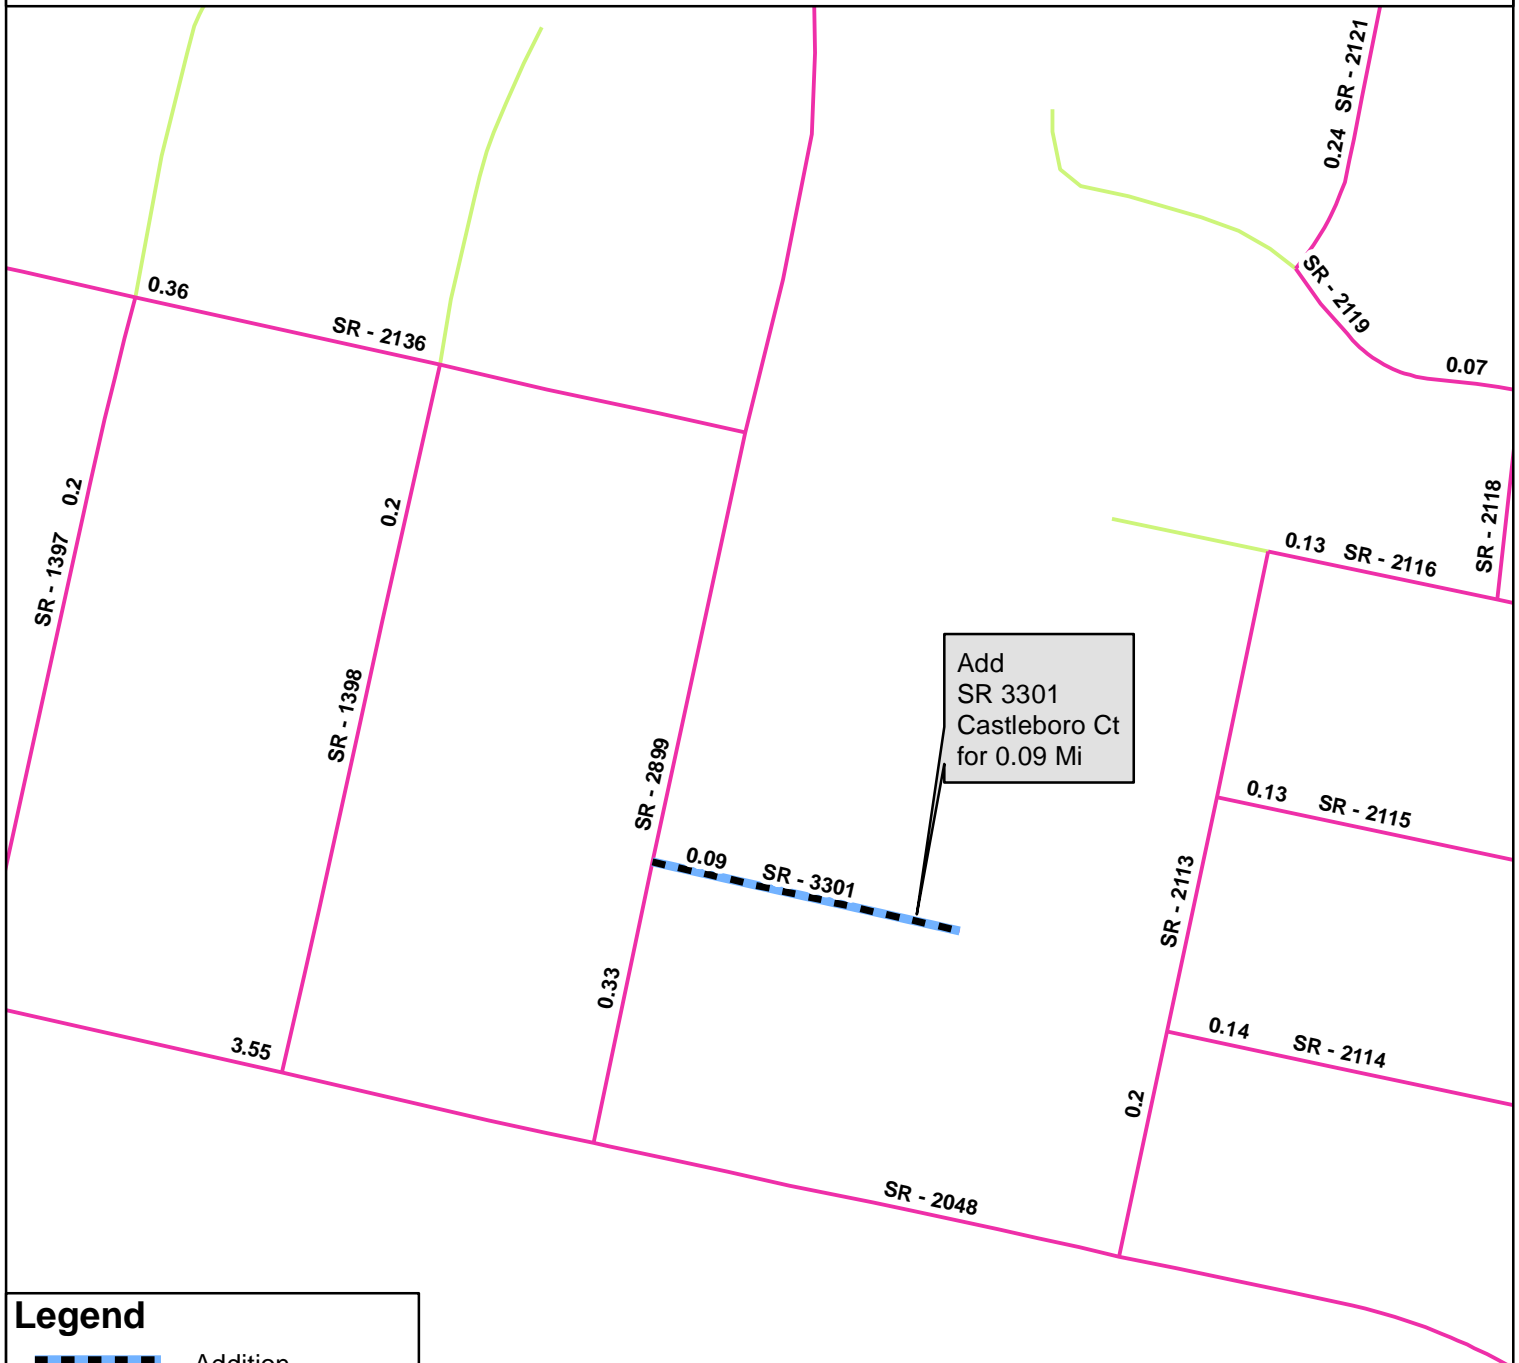 SR - 2121
0.24
SR - 2119
0.07
0.36
SR - 2136
0.2
SR - 1397
0.2
SR - 1398
SR - 2118
0.13 SR - 2116
Add
SR 3301
Castleboro Ct
for 0.09 Mi
SR - 2899
0.13 SR - 2115
0.09 SR - 3301
SR - 2113
0.33
0.14 SR - 2114
3.55
0.2
SR - 2048
Legend
Addition